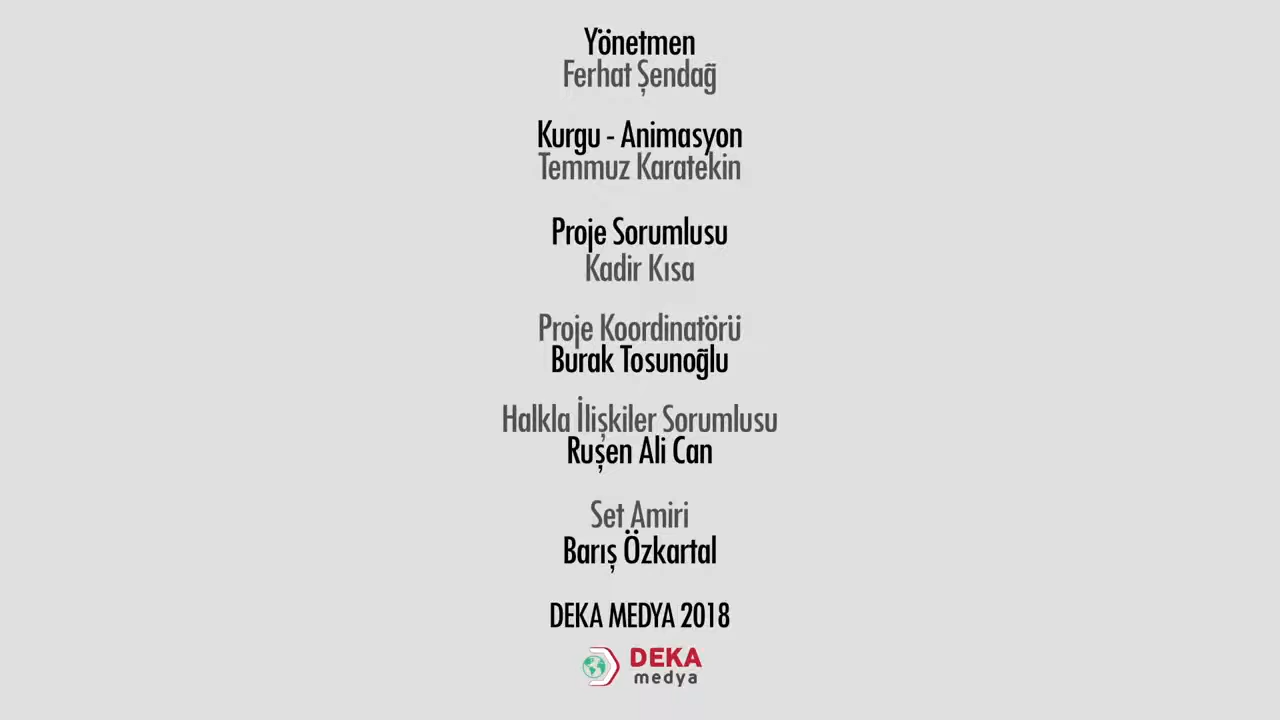 Yönetmen
Ferhat Şendağ
Kurgu - Animasyon
Temmuz Karatekin
Proje Sorumlusu
Kadir Kısa
Proje Koordinatörü
Burak Tosunoğlu
Halkla İlişkiler Sorumlusu
Ruşen Ali Can
Set Amiri
Barış Özkartal
DEKA MEDYA 2018
DEKA
medya